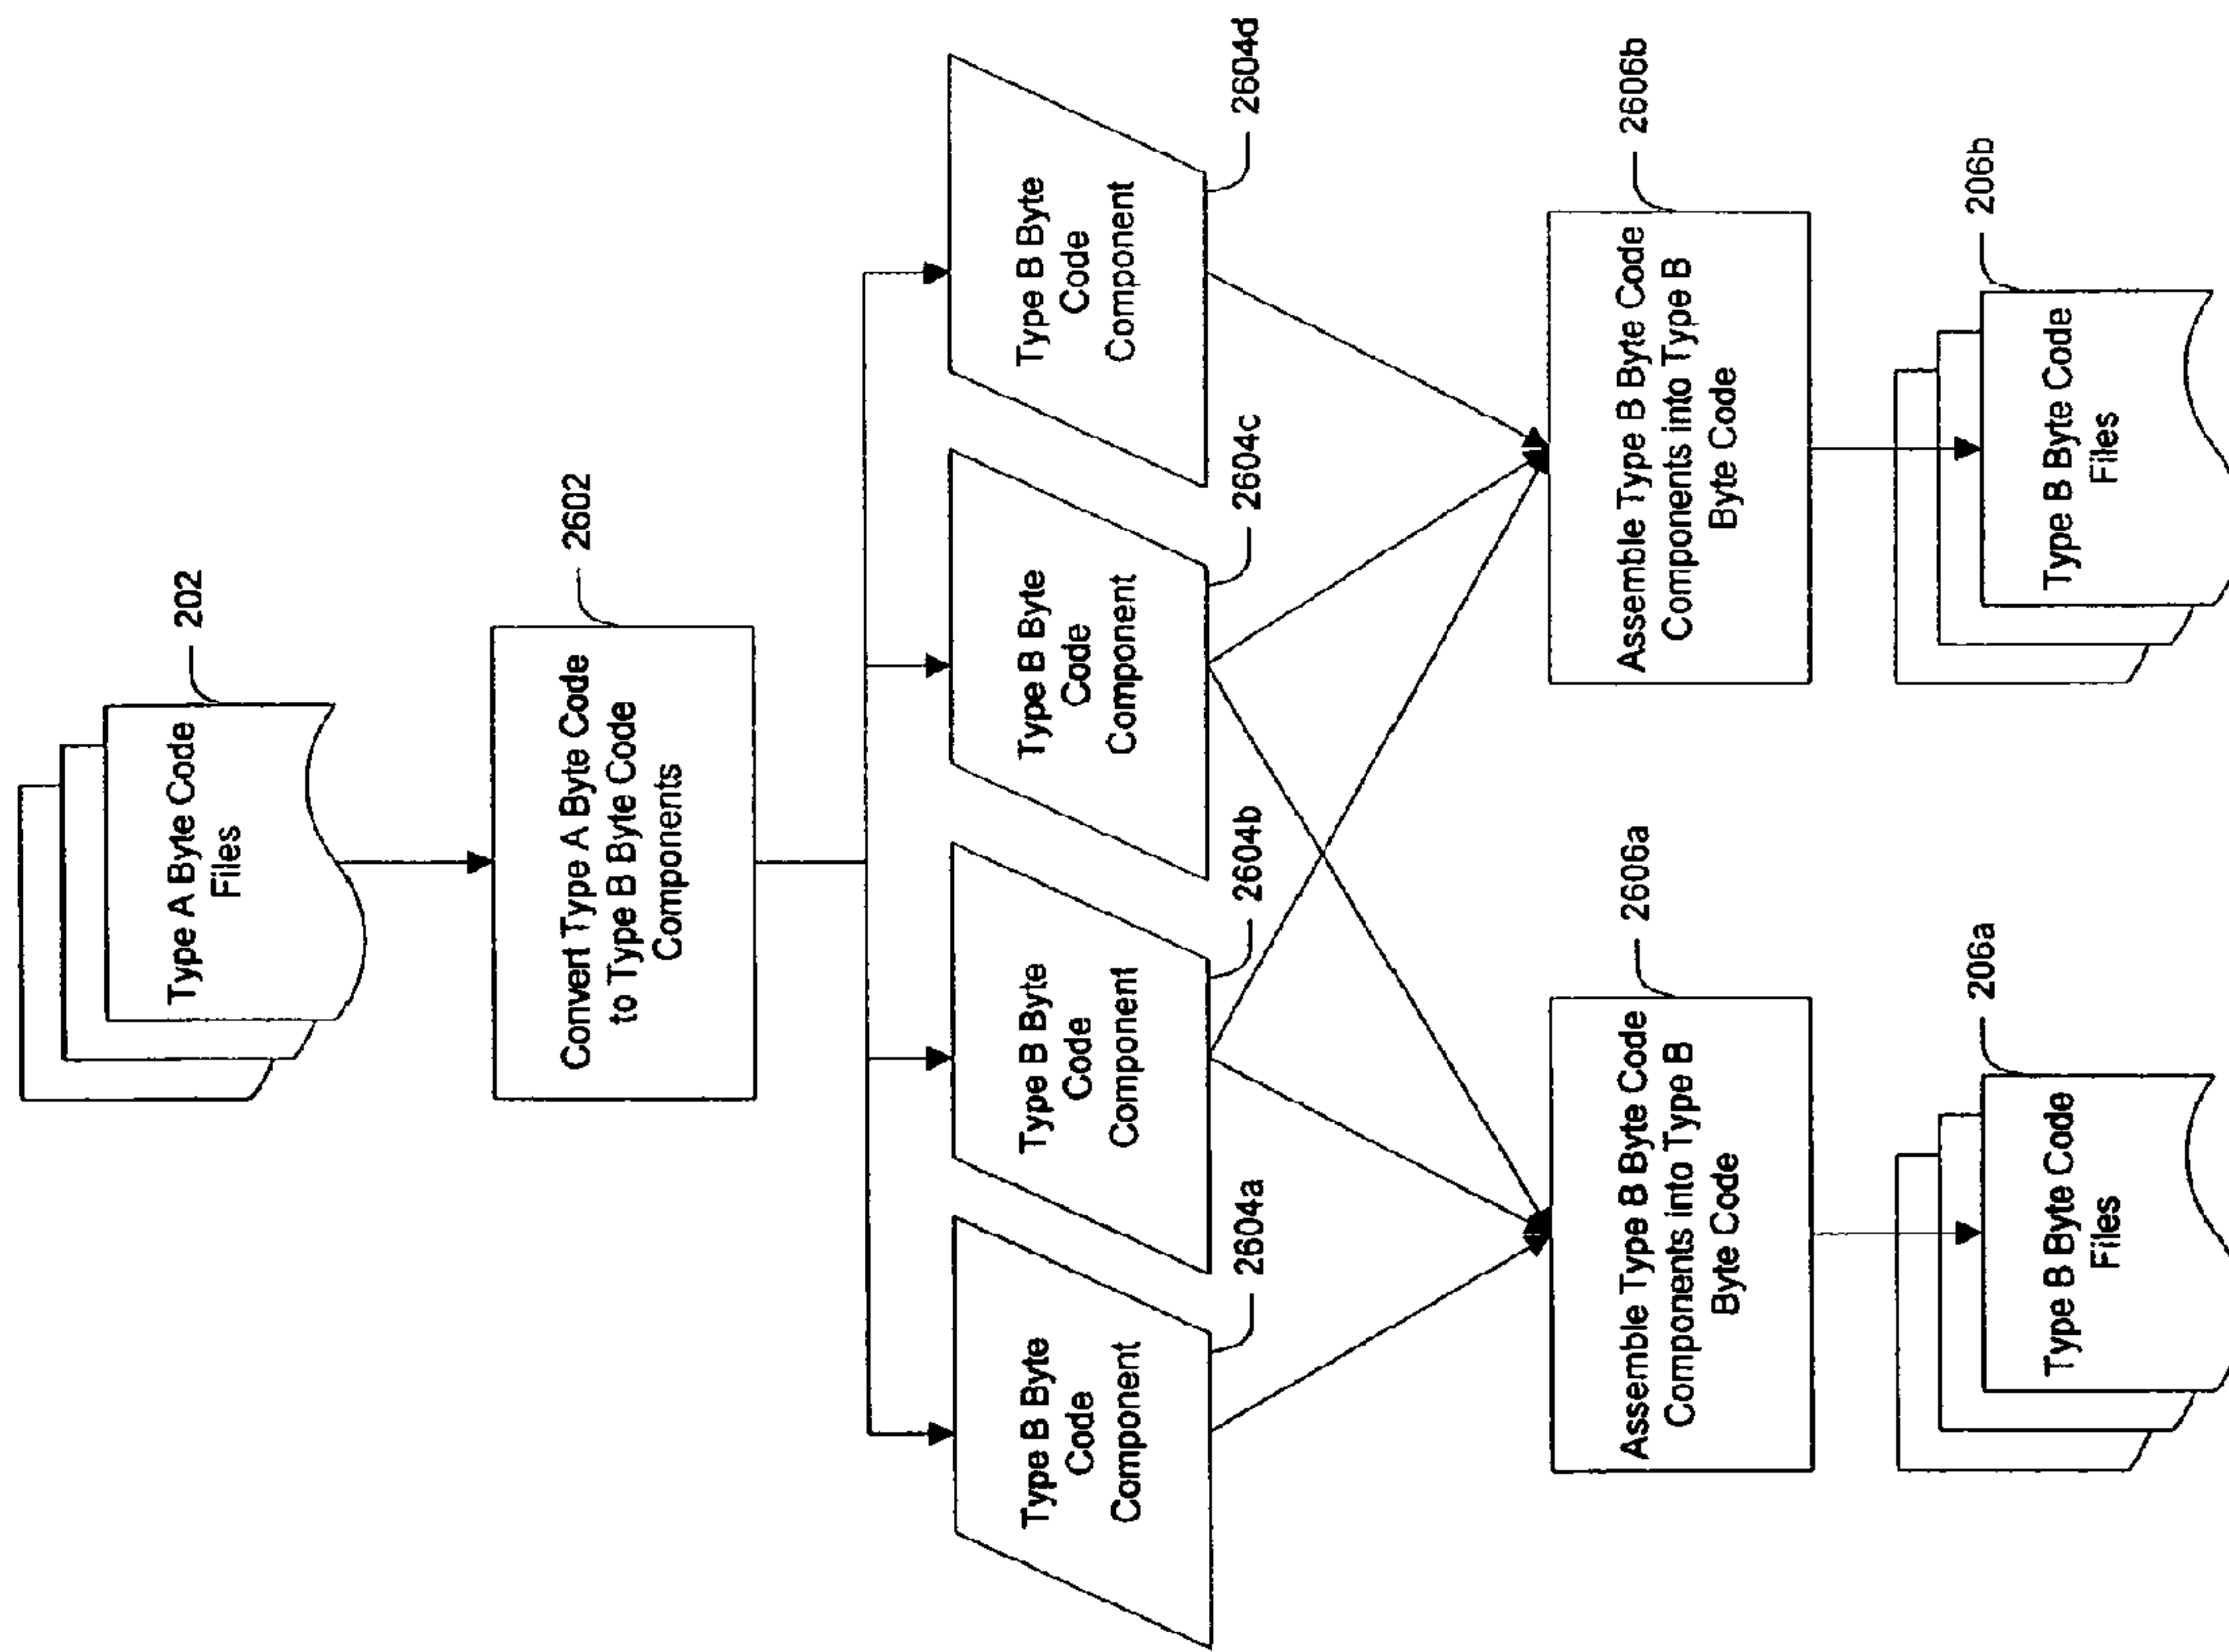 Type A Byte Code
Files
202
Convert Type A Byte Code
to Type B Byte Code
Components
2602
Type B Byte
Code
Component
2604a
Type B Byte
Code
Component
2604b
Type B Byte
Code
Component
2604c
Type B Byte
Code
Component
2604d
Assemble Type B Byte Code
Components into Type B
Byte Code
2606a
Assemble Type B Byte Code
Components into Type B
Byte Code
2606b
Type B Byte Code
Files
206a
Type B Byte Code
Files
206b